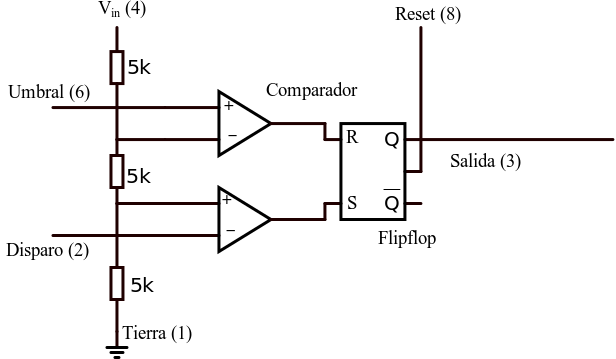 Vin (4)
Reset (8)
5k
Umbral (6)
Comparador
+
−
R
Q
Salida (3)
5k
+
−
S
Q̅
Disparo (2)
Flipflop
5k
Tierra (1)